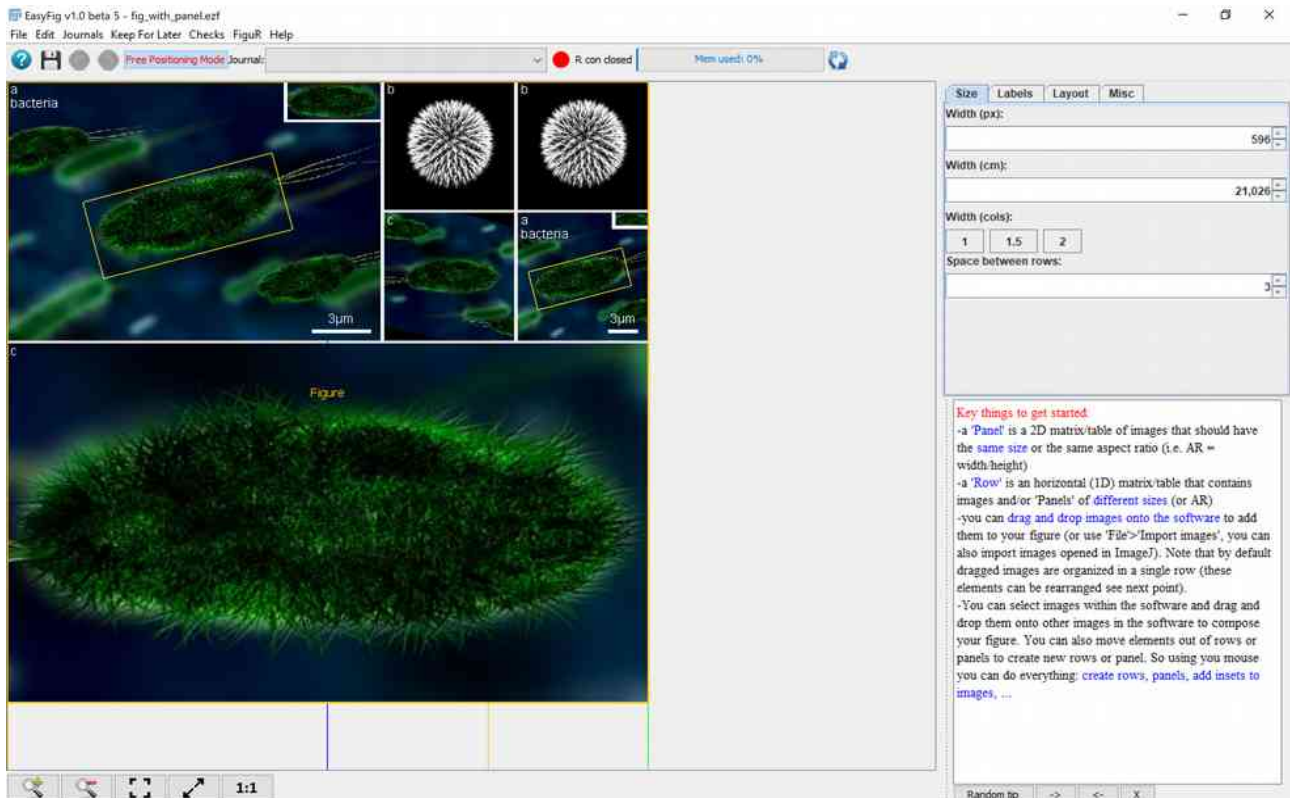 EasyFig v1.0 beta 5 - fig_with_panel.ezf
File Edit Journals Keep For Later Checks FiguR Help
Free Positioning Mode Journal: R con closed Mem used: 0%
a
bacteria
b
b
c
a
bacteria
3µm
3µm
c
Figure
1:1
Size Labels Layout Misc
Width (px):
596
Width (cm):
21,026
Width (cols):
1 1.5 2
Space between rows:
3
Key things to get started:
-a 'Panel' is a 2D matrix/table of images that should have
the same size or the same aspect ratio (i.e. AR =
width/height)
-a 'Row' is an horizontal (1D) matrix/table that contains
images and/or 'Panels' of different sizes (or AR)
-you can drag and drop images onto the software to add
them to your figure (or use 'File'>'Import images', you can
also import images opened in ImageJ). Note that by default
dragged images are organized in a single row (these
elements can be rearranged see next point).
-You can select images within the software and drag and
drop them onto other images in the software to compose
your figure. You can also move elements out of rows or
panels to create new rows or panel. So using you mouse
you can do everything: create rows, panels, add insets to
images, ...
Random tip -> <- X